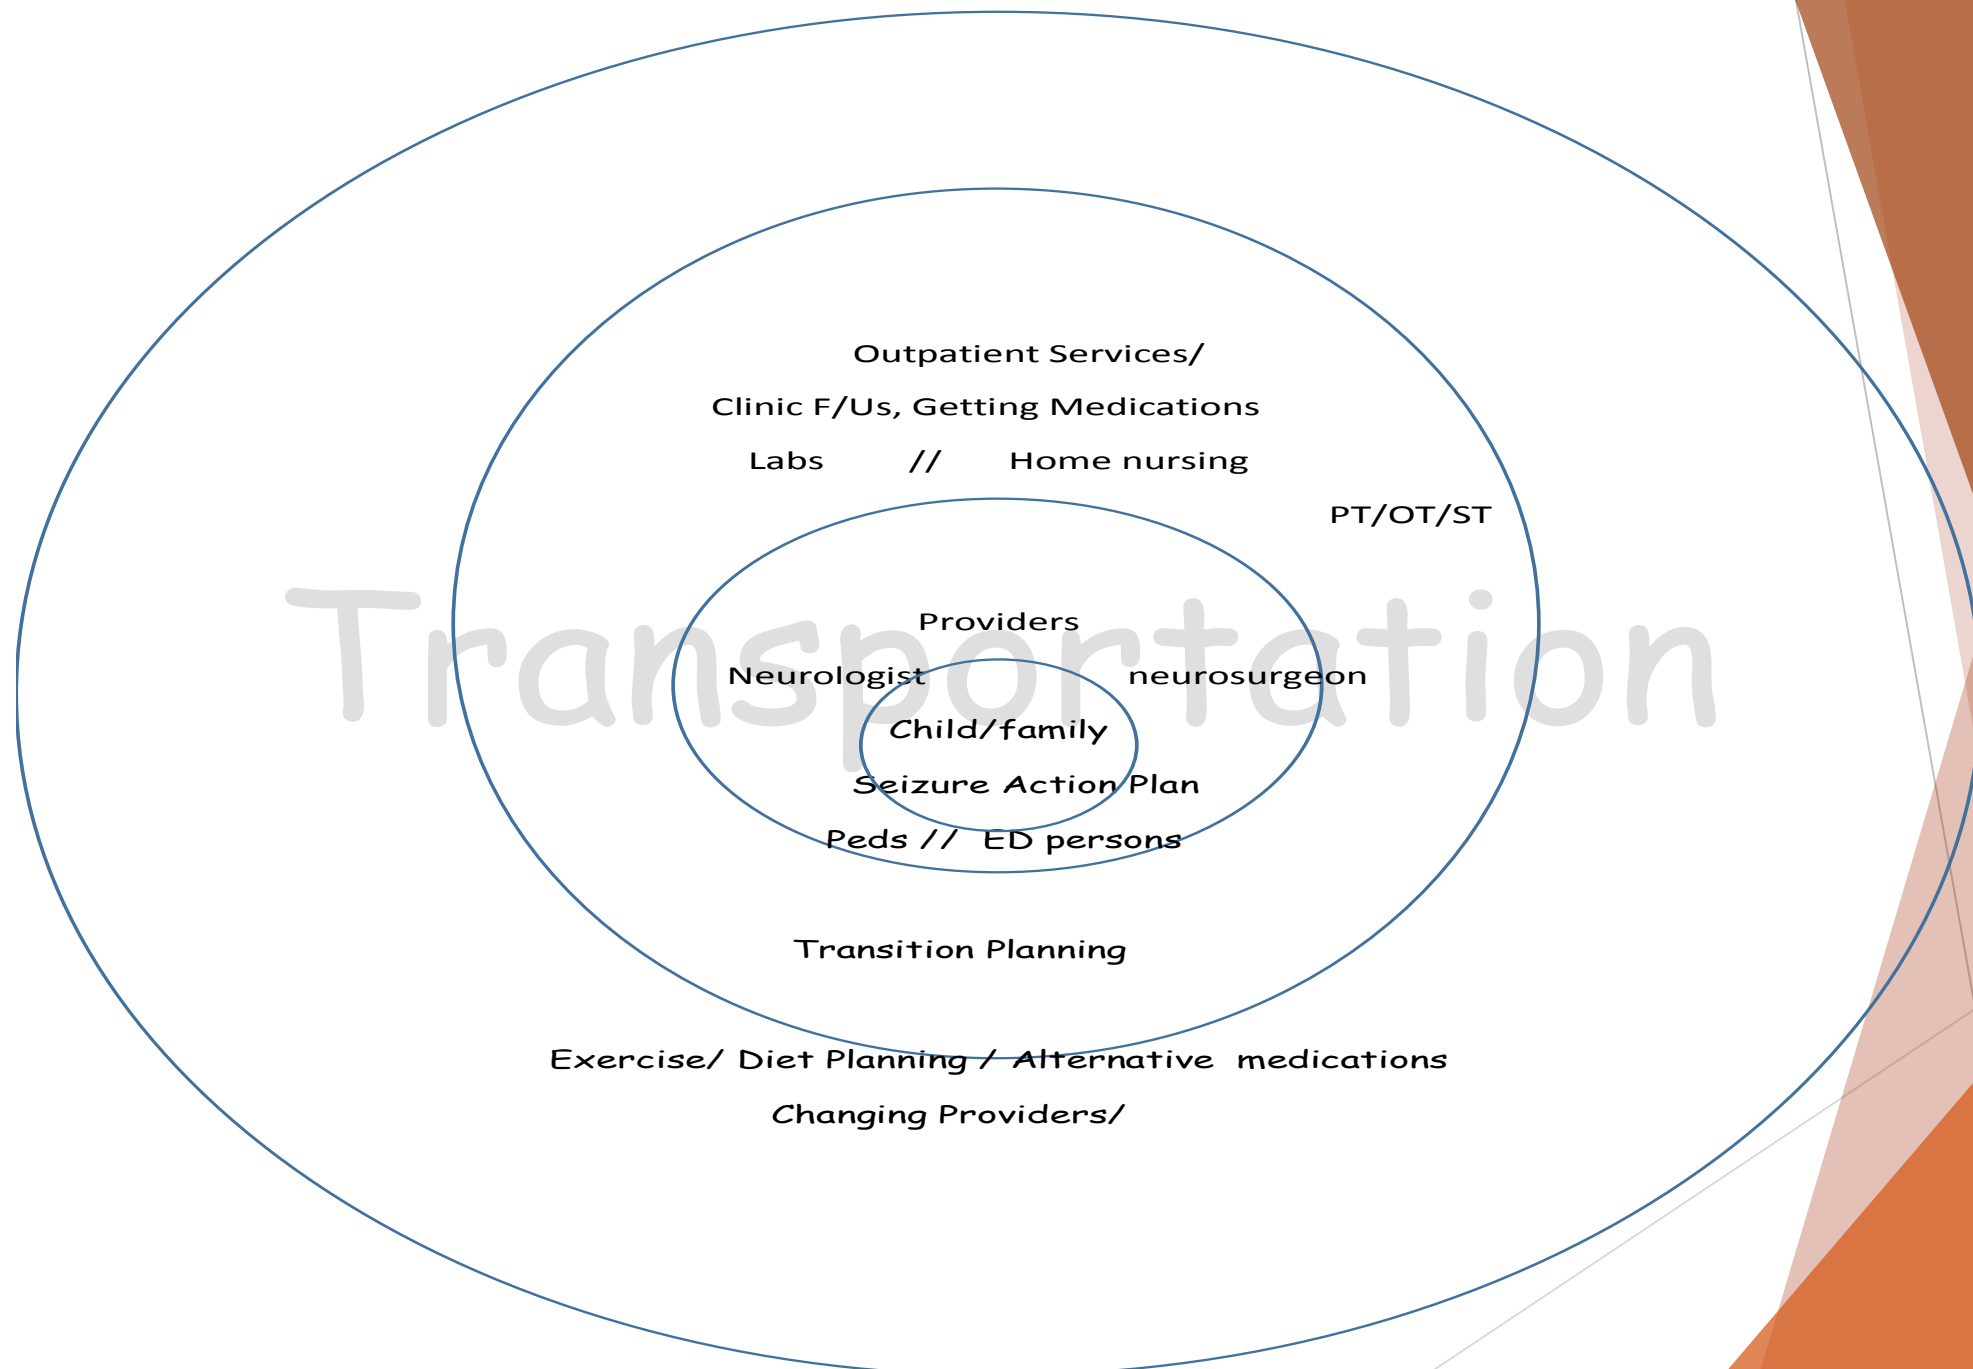 Outpatient Services/
Clinic F/Us, Getting Medications
Labs // Home nursing
PT/OT/ST
Transportation
Providers
Neurologist neurosurgeon
Child/family
Seizure Action Plan
Peds // ED persons
Transition Planning
Exercise/ Diet Planning / Alternative medications
Changing Providers/